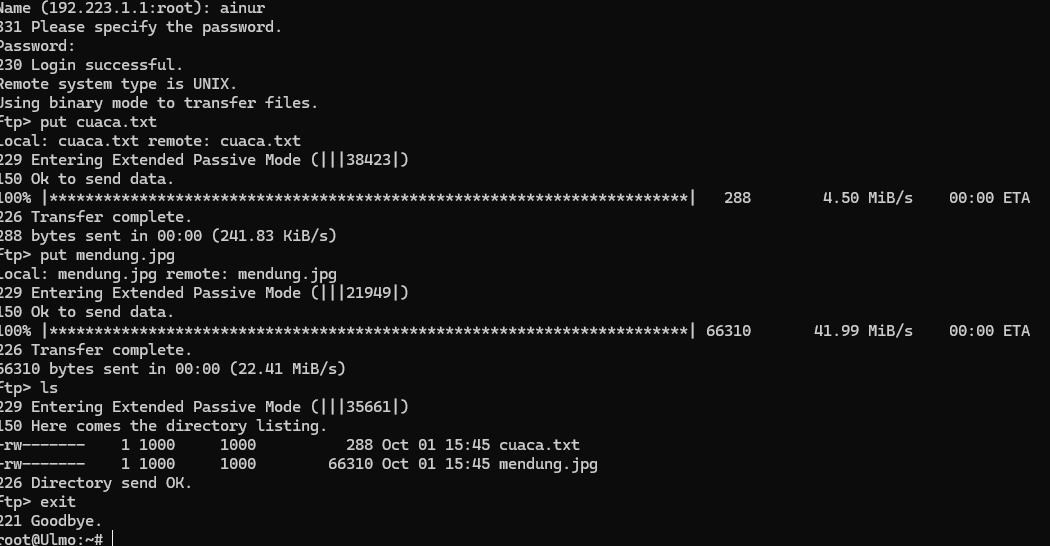 Name (192.223.1.1:root): ainur
331 Please specify the password.
Password:
230 Login successful.
Remote system type is UNIX.
Using binary mode to transfer files.
ftp> put cuaca.txt
local: cuaca.txt remote: cuaca.txt
229 Entering Extended Passive Mode (|||38423|)
150 Ok to send data.
100% |***********************************************************************| 288 4.50 MiB/s 00:00 ETA
226 Transfer complete.
288 bytes sent in 00:00 (241.83 KiB/s)
ftp> put mendung.jpg
local: mendung.jpg remote: mendung.jpg
229 Entering Extended Passive Mode (|||21949|)
150 Ok to send data.
100% |***********************************************************************| 66310 41.99 MiB/s 00:00 ETA
226 Transfer complete.
66310 bytes sent in 00:00 (22.41 MiB/s)
ftp> ls
229 Entering Extended Passive Mode (|||35661|)
150 Here comes the directory listing.
-rw------- 1 1000 1000 288 Oct 01 15:45 cuaca.txt
-rw------- 1 1000 1000 66310 Oct 01 15:45 mendung.jpg
226 Directory send OK.
ftp> exit
221 Goodbye.
root@Ulmo:~#